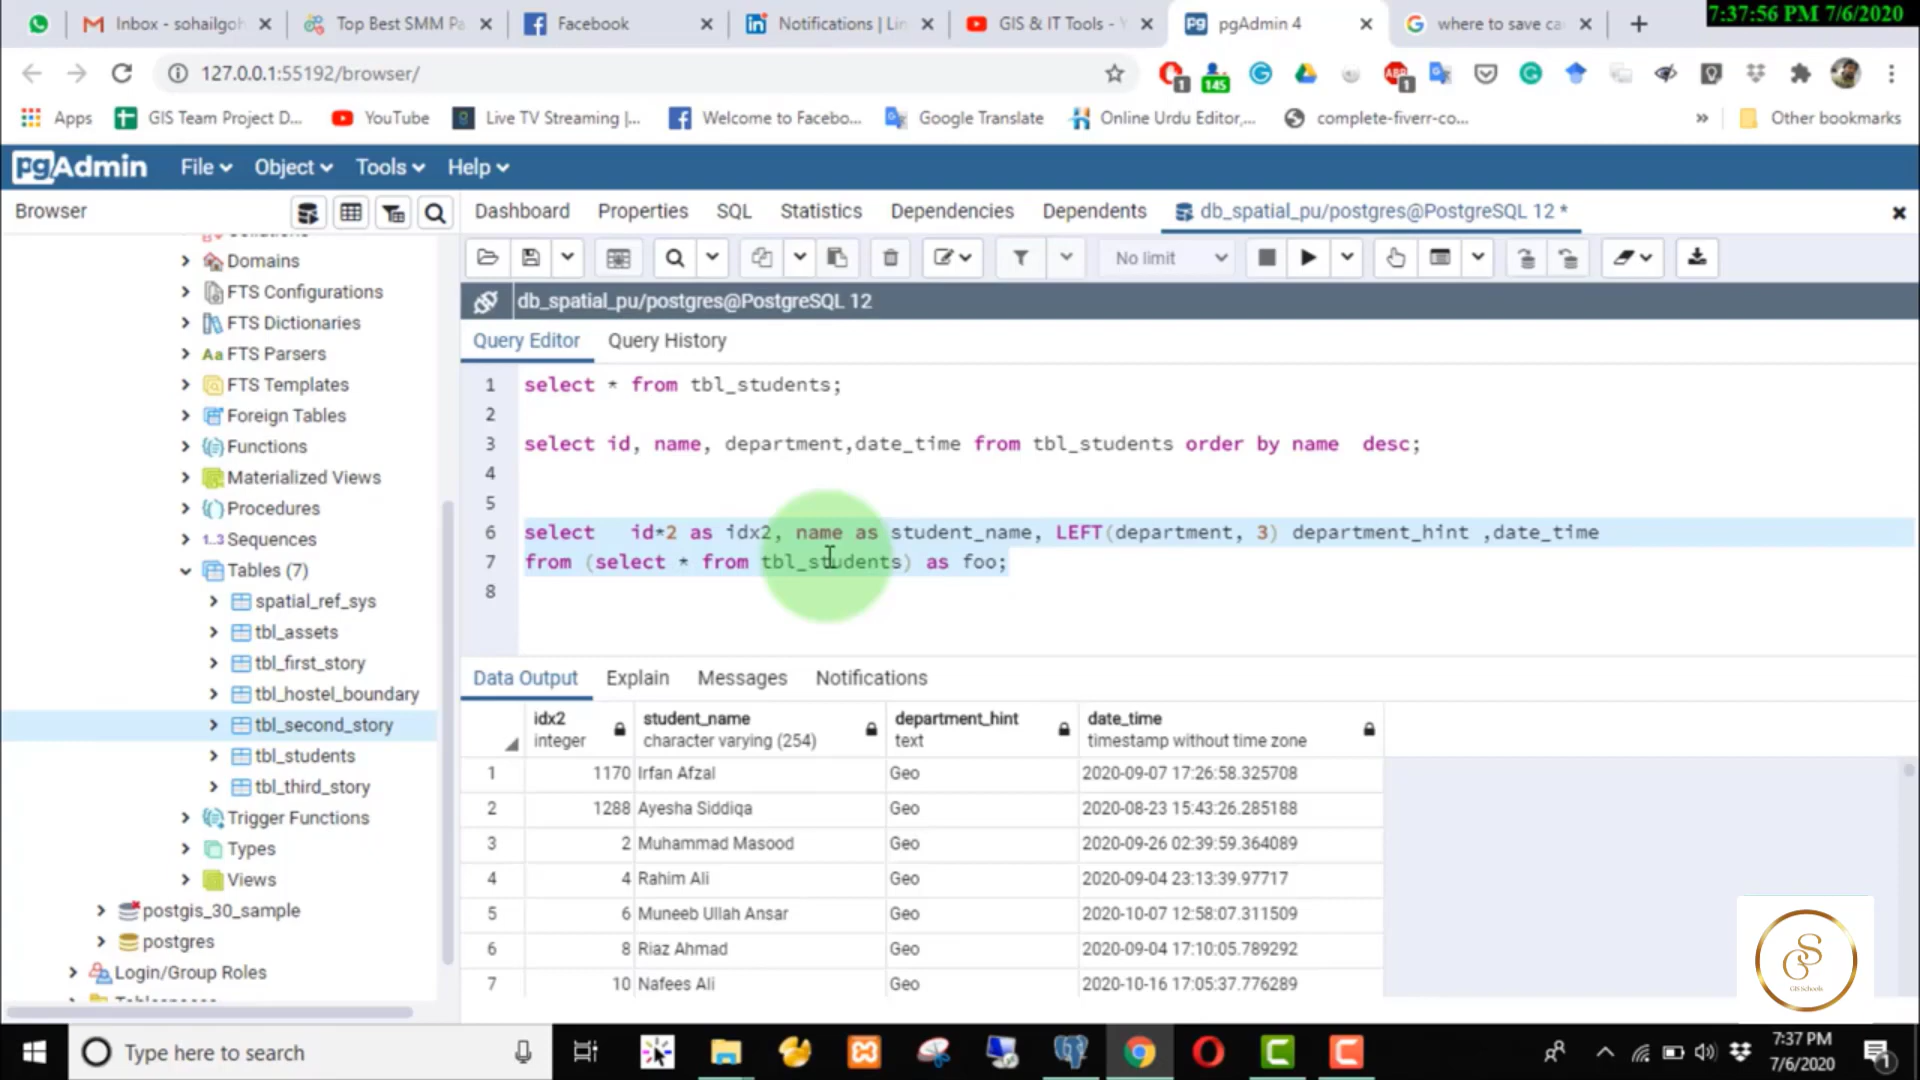 7:37:56 PM 7/6/2020
Inbox - sohailgoh
Top Best SMM Pa
Facebook
Notifications | Lin
GIS & IT Tools - Y
pgAdmin 4
where to save ca
127.0.0.1:55192/browser/
1
145
ABP
1
Apps
GIS Team Project D...
YouTube
Live TV Streaming |...
Welcome to Facebo...
Google Translate
Online Urdu Editor,...
complete-fiverr-co...
»
Other bookmarks
pgAdmin
File
Object
Tools
Help
Browser
Dashboard
Properties
SQL
Statistics
Dependencies
Dependents
db_spatial_pu/postgres@PostgreSQL 12 *
No limit
db_spatial_pu/postgres@PostgreSQL 12
Query Editor
Query History
Domains
FTS Configurations
FTS Dictionaries
Aa FTS Parsers
FTS Templates
Foreign Tables
Functions
Materialized Views
Procedures
1..3 Sequences
Tables (7)
spatial_ref_sys
tbl_assets
tbl_first_story
tbl_hostel_boundary
tbl_second_story
tbl_students
tbl_third_story
Trigger Functions
Types
Views
postgis_30_sample
postgres
Login/Group Roles
1 select * from tbl_students;
2
3 select id, name, department,date_time from tbl_students order by name  desc;
4
5
6 select   id*2 as idx2, name as student_name, LEFT(department, 3) department_hint ,date_time
7 from (select * from tbl_students) as foo;
8
Data Output
Explain
Messages
Notifications
idx2 integer
student_name character varying (254)
department_hint text
date_time timestamp without time zone
1 1170 Irfan Afzal Geo 2020-09-07 17:26:58.325708
2 1288 Ayesha Siddiqa Geo 2020-08-23 15:43:26.285188
3 2 Muhammad Masood Geo 2020-09-26 02:39:59.364089
4 4 Rahim Ali Geo 2020-09-04 23:13:39.97717
5 6 Muneeb Ullah Ansar Geo 2020-10-07 12:58:07.311509
6 8 Riaz Ahmad Geo 2020-09-04 17:10:05.789292
7 10 Nafees Ali Geo 2020-10-16 17:05:37.776289
GIS Schools
Type here to search
7:37 PM
7/6/2020
1